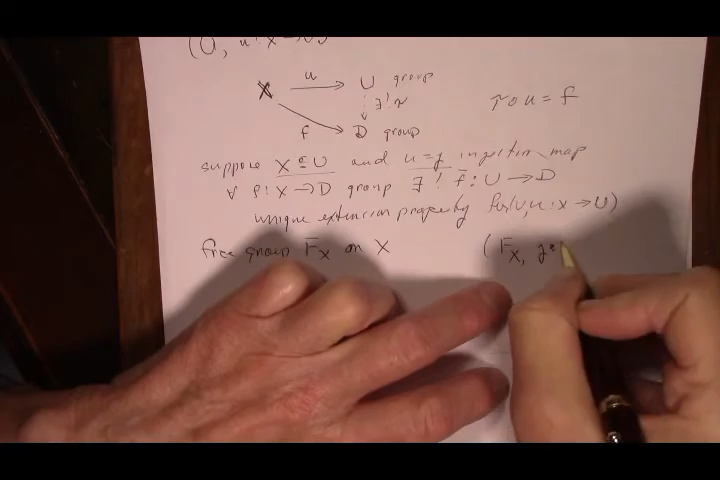 (U, u : X → U)
X u → U group
∃! γ
γ o u = f
f D group
suppose X ⊆ U and u = j injection map
∀ f : X → D group ∃! f̄ : U → D
unique extension property for (U, u : X → U)
free group F_X on X (F_X, j :